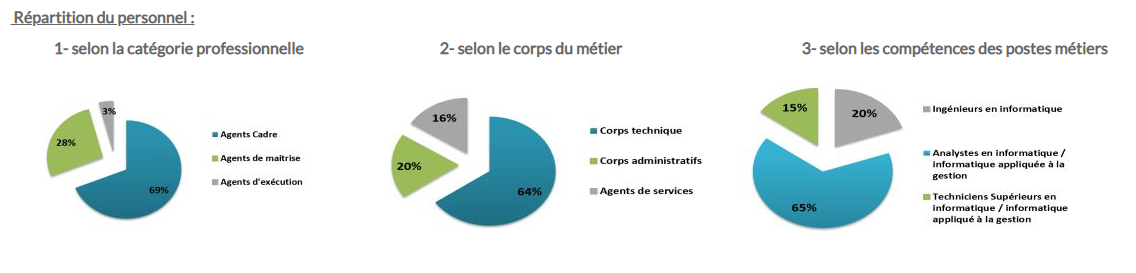 Répartition du personnel :
1- selon la catégorie professionnelle
3%
28%
69%
Agents Cadre
Agents de maitrise
Agents d'exécution
2- selon le corps du métier
16%
20%
64%
Corps technique
Corps administratifs
Agents de services
3- selon les compétences des postes métiers
15%
20%
65%
Ingénieurs en informatique
Analystes en informatique /
informatique appliquée à la
gestion
Techniciens Supérieurs en
informatique / informatique
appliqué à la gestion